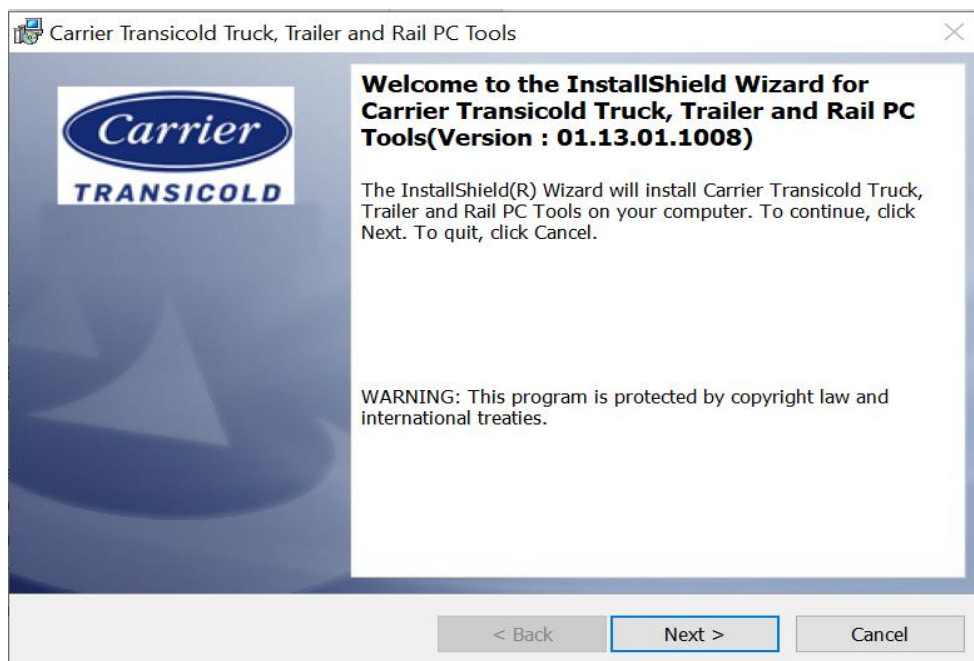 Carrier Transicold Truck, Trailer and Rail PC Tools
Carrier
TRANSICOLD
Welcome to the InstallShield Wizard for
Carrier Transicold Truck, Trailer and Rail PC
Tools(Version : 01.13.01.1008)
The InstallShield(R) Wizard will install Carrier Transicold Truck,
Trailer and Rail PC Tools on your computer. To continue, click
Next. To quit, click Cancel.
WARNING: This program is protected by copyright law and
international treaties.
< Back
Next >
Cancel